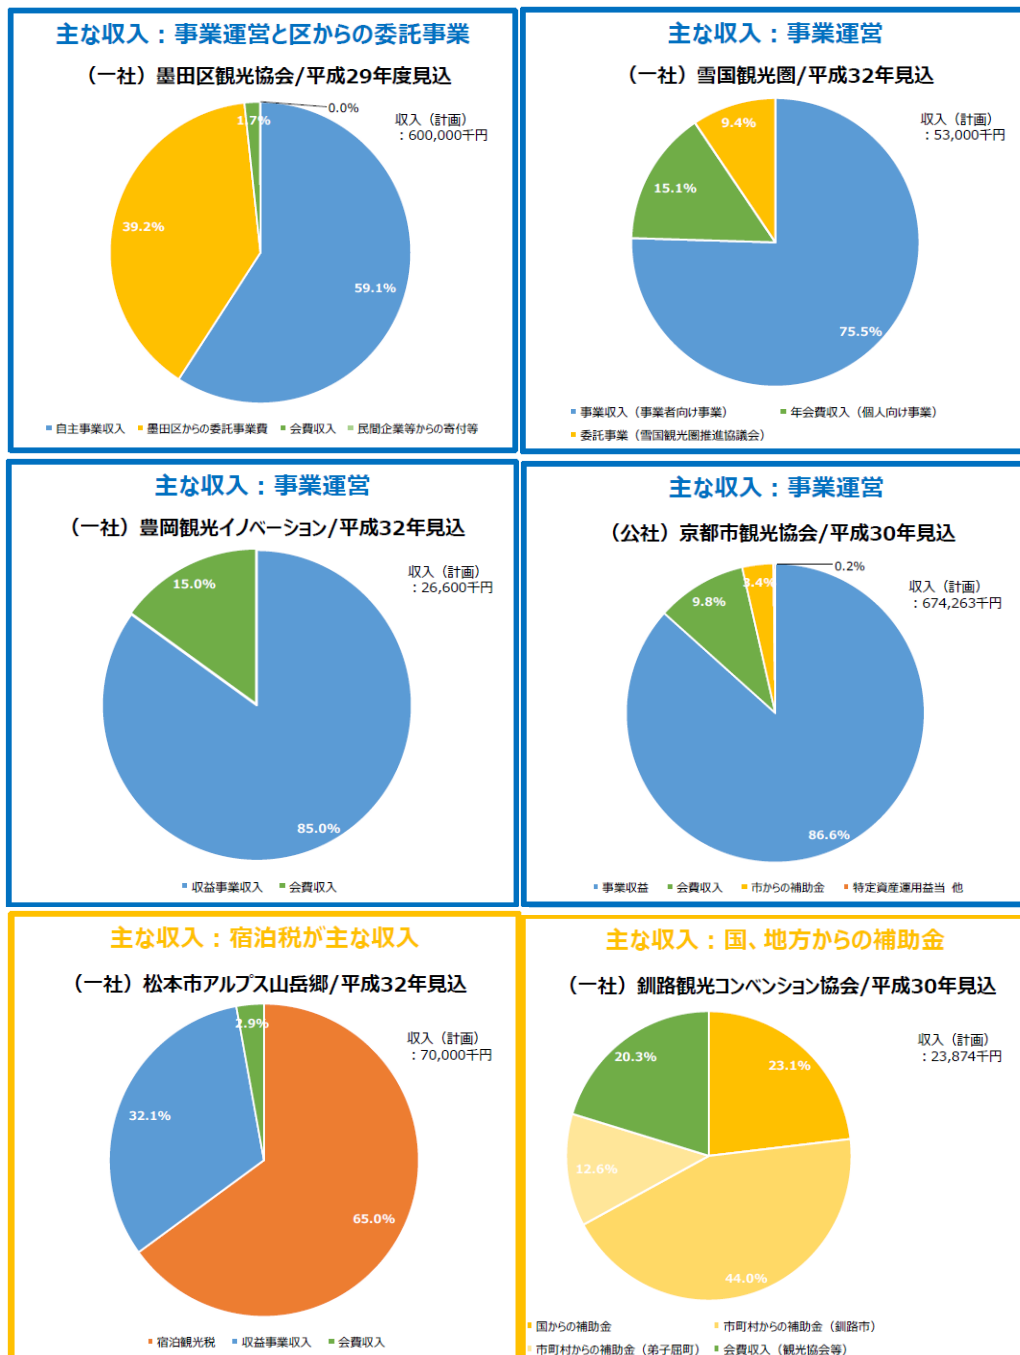 主な収入：事業運営と区からの委託事業
（一社）墨田区観光協会/平成29年度見込
収入（計画）
：600,000千円
0.0%
1.7%
39.2%
59.1%
自主事業収入 墨田区からの委託事業費 会費収入 民間企業等からの寄付等
主な収入：事業運営
（一社）雪国観光圏/平成32年見込
収入（計画）
：53,000千円
9.4%
15.1%
75.5%
事業収入（事業者向け事業） 年会費収入（個人向け事業）
委託事業（雪国観光圏推進協議会）
主な収入：事業運営
（一社）豊岡観光イノベーション/平成32年見込
収入（計画）
：26,600千円
15.0%
85.0%
収益事業収入 会費収入
主な収入：事業運営
（公社）京都市観光協会/平成30年見込
収入（計画）
：674,263千円
0.2%
3.4%
9.8%
86.6%
事業収益 会費収入 市からの補助金 特定資産運用益当 他
主な収入：宿泊税が主な収入
（一社）松本市アルプス山岳郷/平成32年見込
収入（計画）
：70,000千円
2.9%
32.1%
65.0%
宿泊観光税 収益事業収入 会費収入
主な収入：国、地方からの補助金
（一社）釧路観光コンベンション協会/平成30年見込
収入（計画）
：23,874千円
20.3%
23.1%
12.6%
44.0%
国からの補助金 市町村からの補助金（釧路市）
市町村からの補助金（弟子屈町） 会費収入（観光協会等）